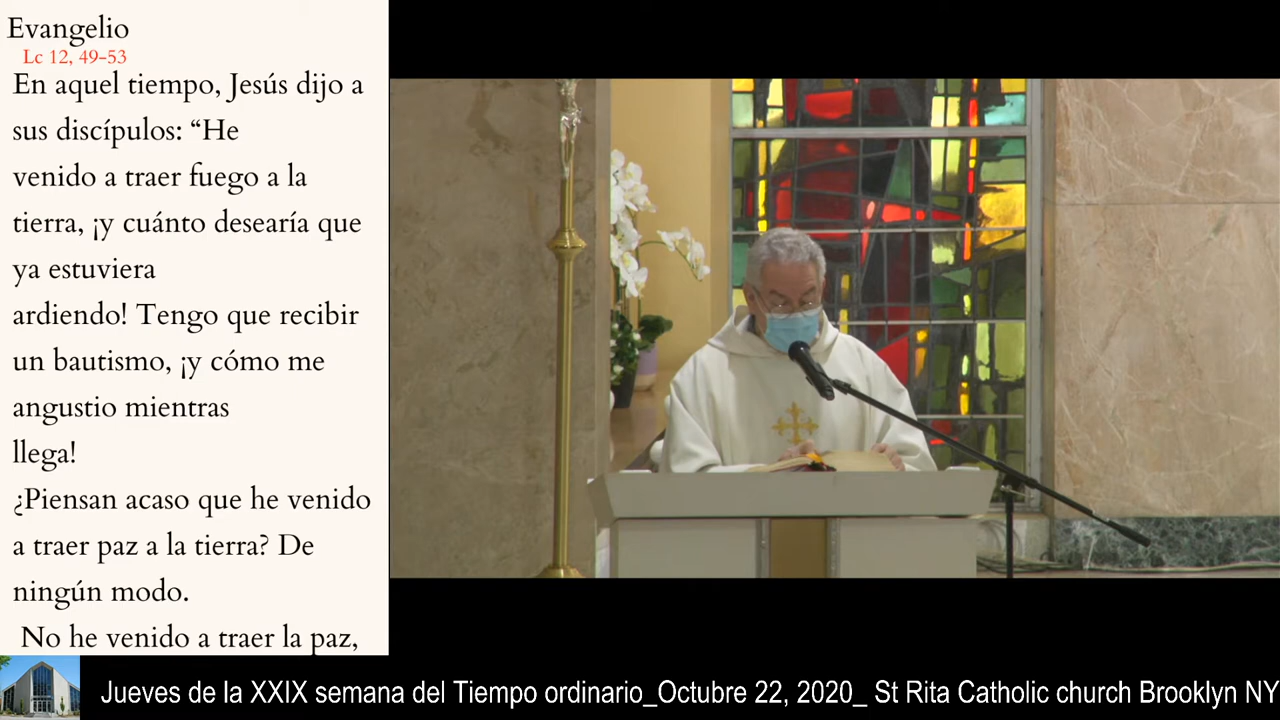 Evangelio
Lc 12, 49-53
En aquel tiempo, Jesús dijo a
sus discípulos: “He
venido a traer fuego a la
tierra, ¡y cuánto desearía que
ya estuviera
ardiendo! Tengo que recibir
un bautismo, ¡y cómo me
angustio mientras
llega!
¿Piensan acaso que he venido
a traer paz a la tierra? De
ningún modo.
No he venido a traer la paz,
Jueves de la XXIX semana del Tiempo ordinario_Octubre 22, 2020_ St Rita Catholic church Brooklyn NY